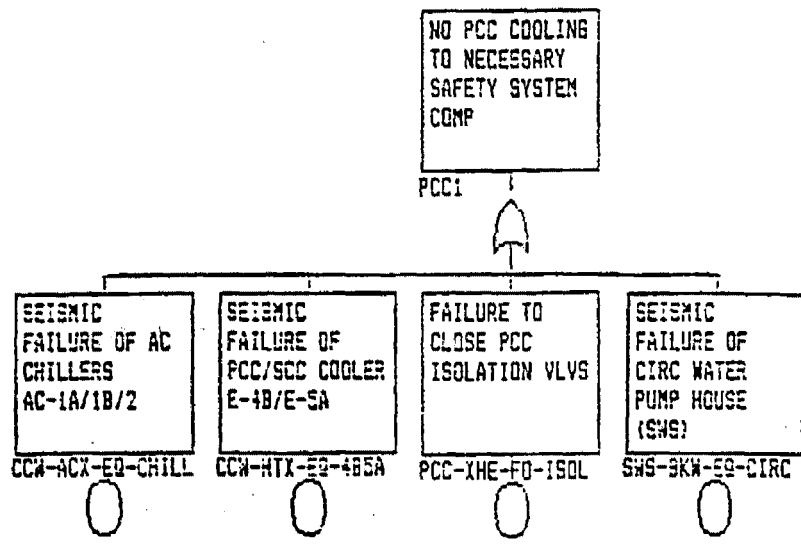 NO PCC COOLING
TO NECESSARY
SAFETY SYSTEM
COMP
PCC1
SEISMIC
FAILURE OF AC
CHILLERS
AC-1A/1B/2
CCW-ACX-EQ-CHILL
SEISMIC
FAILURE OF
PCC/SCC COOLER
E-4B/E-5A
CCW-HTX-EQ-4B5A
FAILURE TO
CLOSE PCC
ISOLATION VLVS
PCC-XHE-FO-ISOL
SEISMIC
FAILURE OF
CIRC WATER
PUMP HOUSE
(SWS)
SWS-BKW-EQ-CIRC